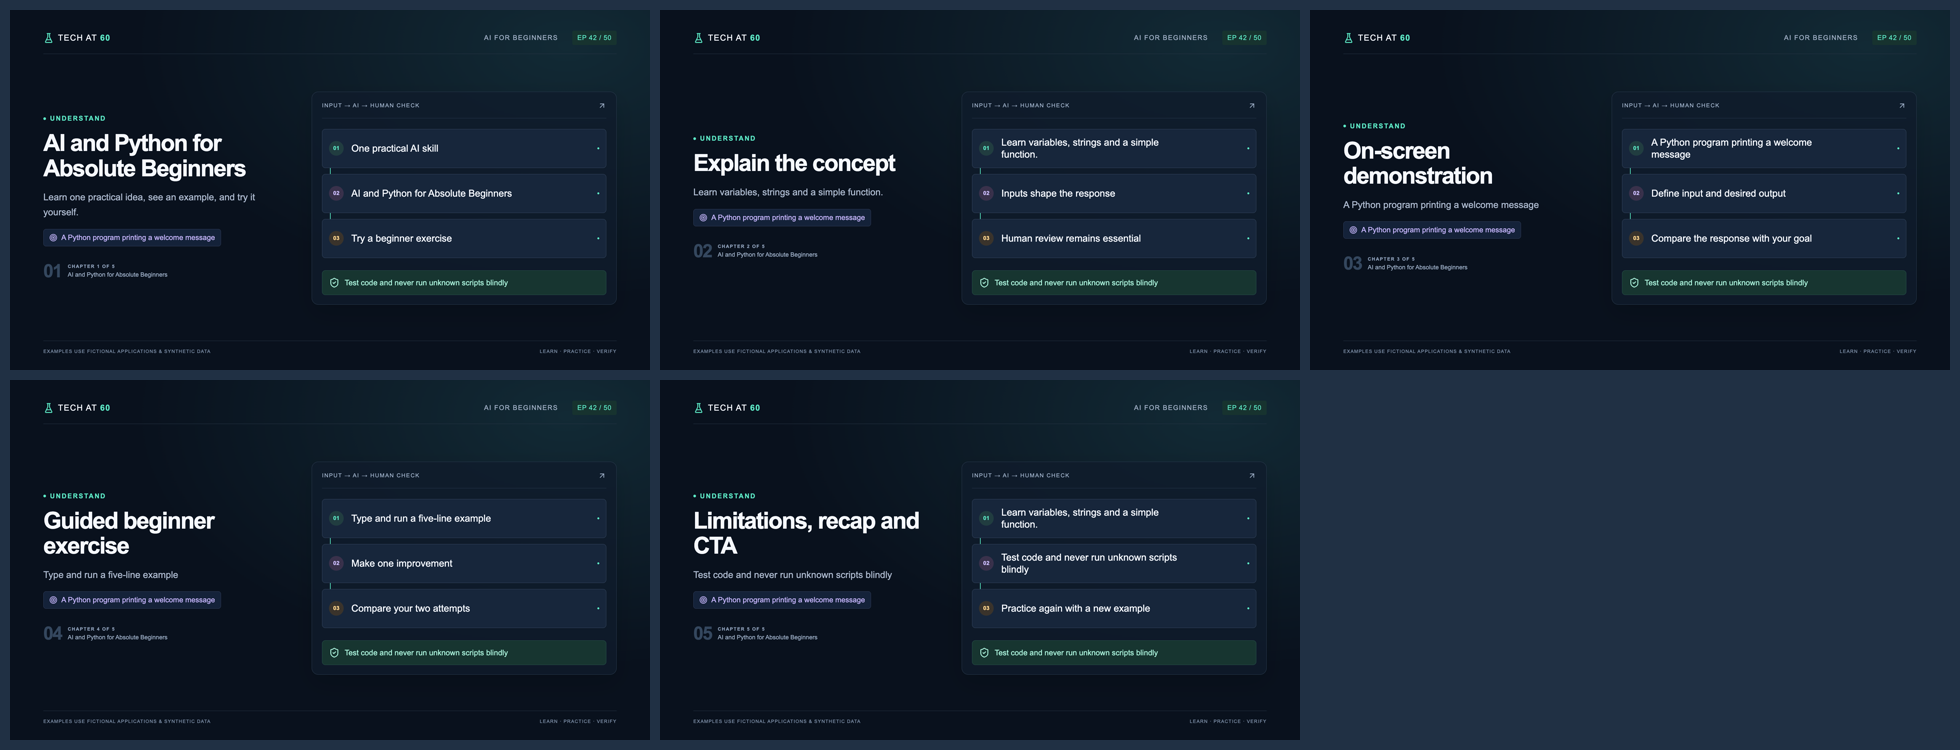 TECH AT 60
AI FOR BEGINNERS
EP 42 / 50
UNDERSTAND
AI and Python for
Absolute Beginners
Learn one practical idea, see an example, and try it
yourself.
A Python program printing a welcome message
01
CHAPTER 1 OF 5
AI and Python for Absolute Beginners
INPUT → AI → HUMAN CHECK
01 One practical AI skill
02 AI and Python for Absolute Beginners
03 Try a beginner exercise
Test code and never run unknown scripts blindly
EXAMPLES USE FICTIONAL APPLICATIONS & SYNTHETIC DATA
LEARN · PRACTICE · VERIFY
TECH AT 60
AI FOR BEGINNERS
EP 42 / 50
UNDERSTAND
Explain the concept
Learn variables, strings and a simple function.
A Python program printing a welcome message
02
CHAPTER 2 OF 5
AI and Python for Absolute Beginners
INPUT → AI → HUMAN CHECK
01 Learn variables, strings and a simple
function.
02 Inputs shape the response
03 Human review remains essential
Test code and never run unknown scripts blindly
EXAMPLES USE FICTIONAL APPLICATIONS & SYNTHETIC DATA
LEARN · PRACTICE · VERIFY
TECH AT 60
AI FOR BEGINNERS
EP 42 / 50
UNDERSTAND
On-screen
demonstration
A Python program printing a welcome message
A Python program printing a welcome message
03
CHAPTER 3 OF 5
AI and Python for Absolute Beginners
INPUT → AI → HUMAN CHECK
01 A Python program printing a welcome
message
02 Define input and desired output
03 Compare the response with your goal
Test code and never run unknown scripts blindly
EXAMPLES USE FICTIONAL APPLICATIONS & SYNTHETIC DATA
LEARN · PRACTICE · VERIFY
TECH AT 60
AI FOR BEGINNERS
EP 42 / 50
UNDERSTAND
Guided beginner
exercise
Type and run a five-line example
A Python program printing a welcome message
04
CHAPTER 4 OF 5
AI and Python for Absolute Beginners
INPUT → AI → HUMAN CHECK
01 Type and run a five-line example
02 Make one improvement
03 Compare your two attempts
Test code and never run unknown scripts blindly
EXAMPLES USE FICTIONAL APPLICATIONS & SYNTHETIC DATA
LEARN · PRACTICE · VERIFY
TECH AT 60
AI FOR BEGINNERS
EP 42 / 50
UNDERSTAND
Limitations, recap and
CTA
Test code and never run unknown scripts blindly
A Python program printing a welcome message
05
CHAPTER 5 OF 5
AI and Python for Absolute Beginners
INPUT → AI → HUMAN CHECK
01 Learn variables, strings and a simple
function.
02 Test code and never run unknown scripts
blindly
03 Practice again with a new example
Test code and never run unknown scripts blindly
EXAMPLES USE FICTIONAL APPLICATIONS & SYNTHETIC DATA
LEARN · PRACTICE · VERIFY